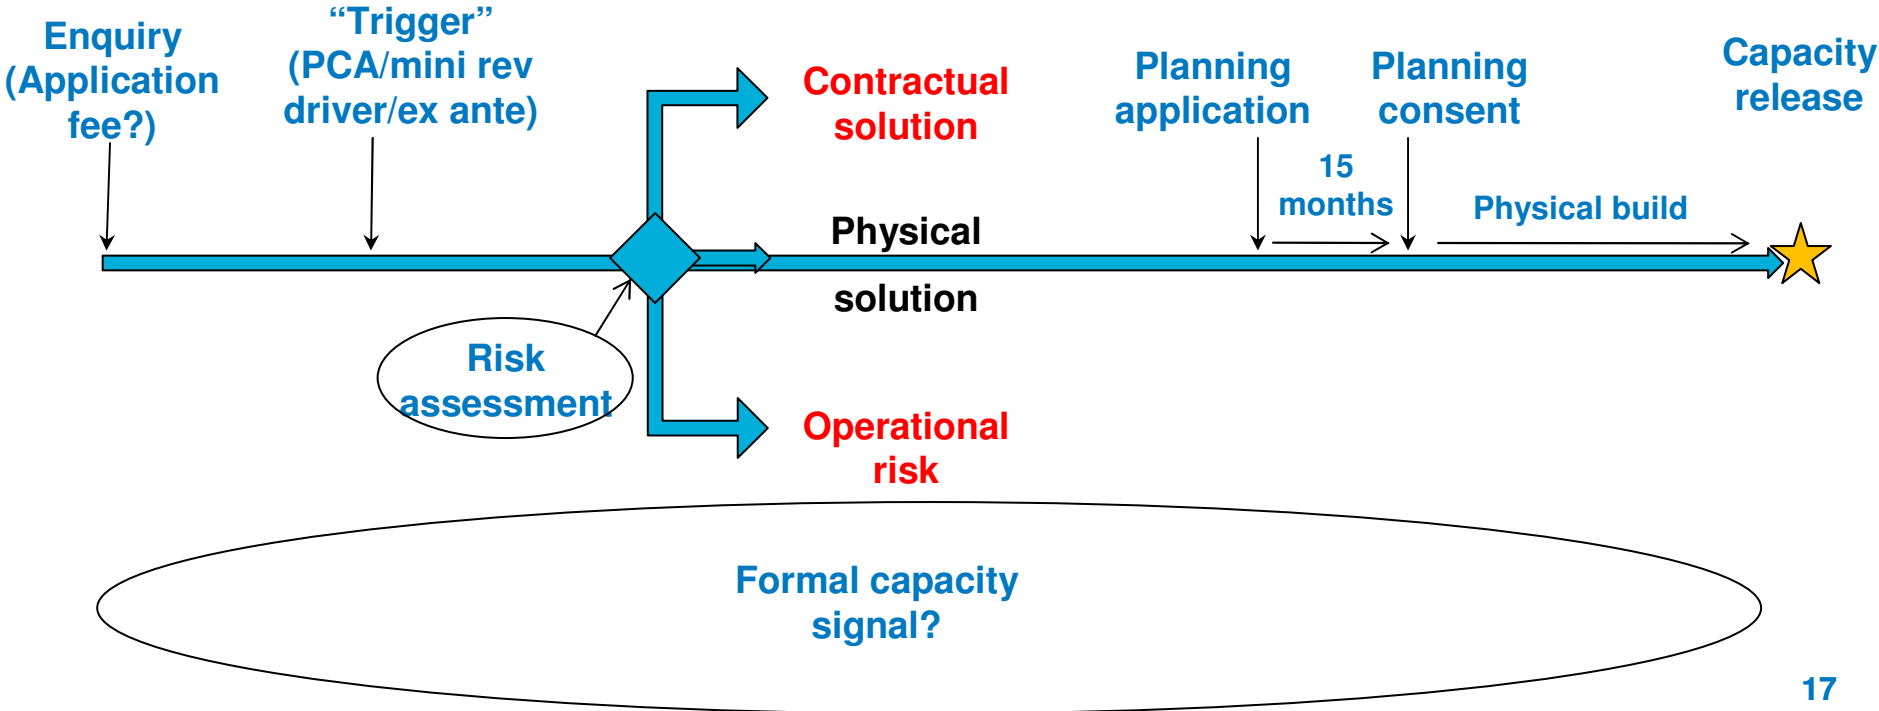 Enquiry
(Application
fee?)
“Trigger”
(PCA/mini rev
driver/ex ante)
Contractual
solution
Planning
application
Planning
consent
Capacity
release
15
months
Physical build
Physical
solution
Risk
assessment
Operational
risk
Formal capacity
signal?
17